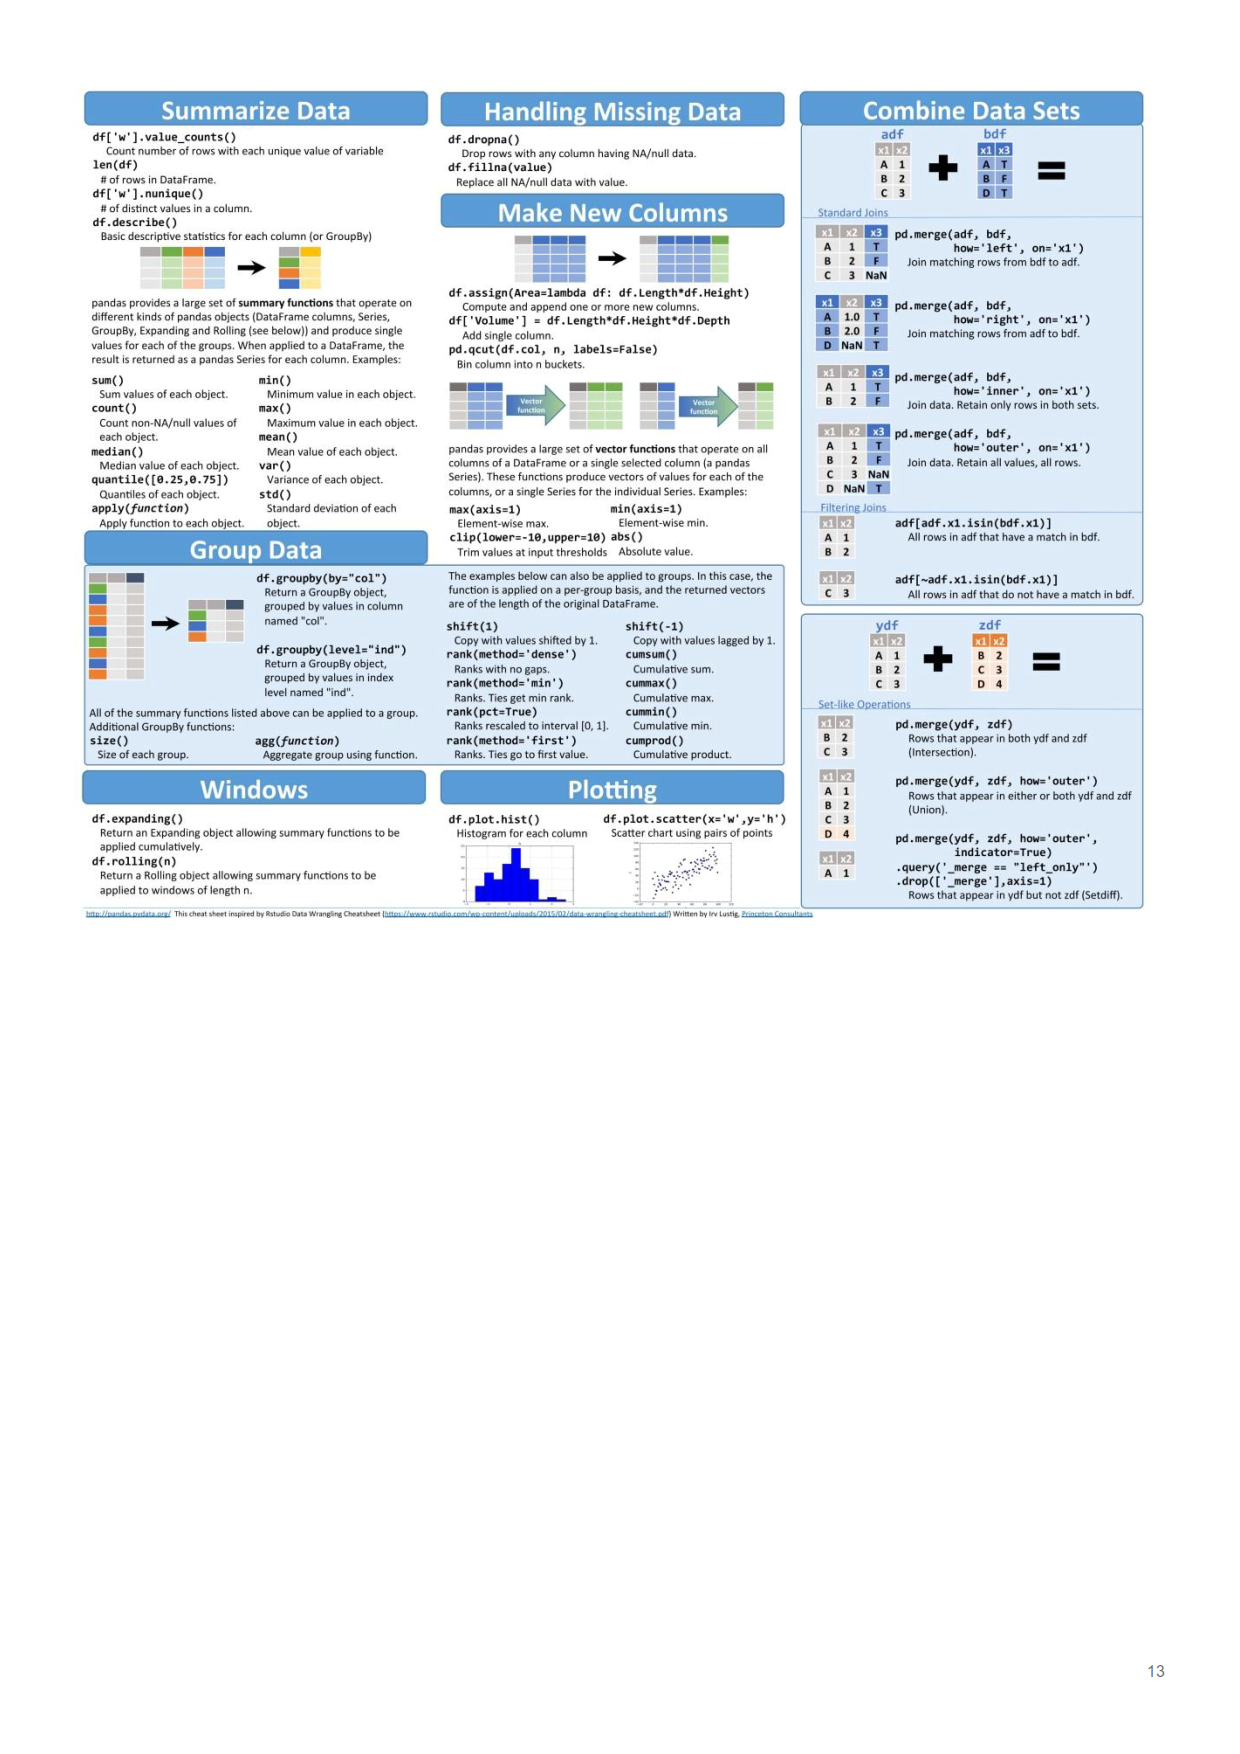 Summarize Data
df['w'].value_counts()
Count number of rows with each unique value of variable
len(df)
# of rows in DataFrame.
df['w'].nunique()
# of distinct values in a column.
df.describe()
Basic descriptive statistics for each column (or GroupBy)
pandas provides a large set of summary functions that operate on
different kinds of pandas objects (DataFrame columns, Series,
GroupBy, Expanding and Rolling (see below)) and produce single
values for each of the groups. When applied to a DataFrame, the
result is returned as a pandas Series for each column. Examples:
sum()
Sum values of each object.
count()
Count non-NA/null values of
each object.
median()
Median value of each object.
quantile([0.25,0.75])
Quantiles of each object.
apply(function)
Apply function to each object.
min()
Minimum value in each object.
max()
Maximum value in each object.
mean()
Mean value of each object.
var()
Variance of each object.
std()
Standard deviation of each
object.
Handling Missing Data
df.dropna()
Drop rows with any column having NA/null data.
df.fillna(value)
Replace all NA/null data with value.
Make New Columns
df.assign(Area=lambda df: df.Length*df.Height)
Compute and append one or more new columns.
df['Volume'] = df.Length*df.Height*df.Depth
Add single column.
pd.qcut(df.col, n, labels=False)
Bin column into n buckets.
Vector
function
Vector
function
pandas provides a large set of vector functions that operate on all
columns of a DataFrame or a single selected column (a pandas
Series). These functions produce vectors of values for each of the
columns, or a single Series for the individual Series. Examples:
max(axis=1)
Element-wise max.
clip(lower=-10,upper=10)
Trim values at input thresholds
min(axis=1)
Element-wise min.
abs()
Absolute value.
Group Data
df.groupby(by="col")
Return a GroupBy object,
grouped by values in column
named "col".
df.groupby(level="ind")
Return a GroupBy object,
grouped by values in index
level named "ind".
All of the summary functions listed above can be applied to a group.
Additional GroupBy functions:
size()
Size of each group.
agg(function)
Aggregate group using function.
The examples below can also be applied to groups. In this case, the
function is applied on a per-group basis, and the returned vectors
are of the length of the original DataFrame.
shift(1)
Copy with values shifted by 1.
rank(method='dense')
Ranks with no gaps.
rank(method='min')
Ranks. Ties get min rank.
rank(pct=True)
Ranks rescaled to interval [0, 1].
rank(method='first')
Ranks. Ties go to first value.
shift(-1)
Copy with values lagged by 1.
cumsum()
Cumulative sum.
cummax()
Cumulative max.
cummin()
Cumulative min.
cumprod()
Cumulative product.
Windows
df.expanding()
Return an Expanding object allowing summary functions to be
applied cumulatively.
df.rolling(n)
Return a Rolling object allowing summary functions to be
applied to windows of length n.
Plotting
df.plot.hist()
Histogram for each column
df.plot.scatter(x='w',y='h')
Scatter chart using pairs of points
Combine Data Sets
adf bdf
x1 x2 x1 x3
A 1 A T
B 2 B F
C 3 D T
Standard Joins
x1 x2 x3
A 1 T
B 2 F
C 3 NaN
pd.merge(adf, bdf,
how='left', on='x1')
Join matching rows from bdf to adf.
x1 x2 x3
A 1.0 T
B 2.0 F
D NaN T
pd.merge(adf, bdf,
how='right', on='x1')
Join matching rows from adf to bdf.
x1 x2 x3
A 1 T
B 2 F
pd.merge(adf, bdf,
how='inner', on='x1')
Join data. Retain only rows in both sets.
x1 x2 x3
A 1 T
B 2 F
C 3 NaN
D NaN T
pd.merge(adf, bdf,
how='outer', on='x1')
Join data. Retain all values, all rows.
Filtering Joins
x1 x2
A 1
B 2
adf[adf.x1.isin(bdf.x1)]
All rows in adf that have a match in bdf.
x1 x2
C 3
adf[~adf.x1.isin(bdf.x1)]
All rows in adf that do not have a match in bdf.
ydf zdf
x1 x2 x1 x2
A 1 B 2
B 2 C 3
C 3 D 4
Set-like Operations
x1 x2
B 2
C 3
pd.merge(ydf, zdf)
Rows that appear in both ydf and zdf
(Intersection).
x1 x2
A 1
B 2
C 3
D 4
pd.merge(ydf, zdf, how='outer')
Rows that appear in either or both ydf and zdf
(Union).
x1 x2
A 1
pd.merge(ydf, zdf, how='outer',
indicator=True)
.query('_merge == "left_only"')
.drop(['_merge'],axis=1)
Rows that appear in ydf but not zdf (Setdiff).
http://pandas.pydata.org/ This cheat sheet inspired by Rstudio Data Wrangling Cheatsheet (https://www.rstudio.com/wp-content/uploads/2015/02/data-wrangling-cheatsheet.pdf) Written by Irv Lustig, Princeton Consultants
13